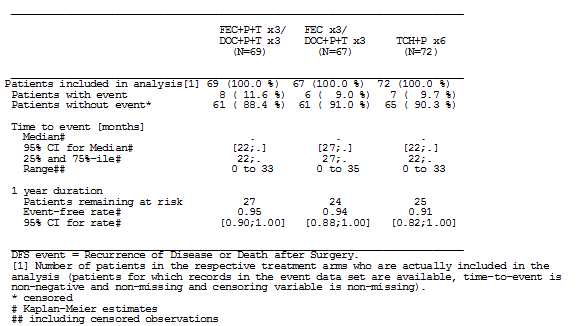 FEC+P+T x3/ FEC x3/
DOC+P+T x3 DOC+P+T x3 TCH+P x6
(N=69) (N=67) (N=72)
Patients included in analysis[1] 69 (100.0 %) 67 (100.0 %) 72 (100.0 %)
Patients with event 8 ( 11.6 %) 6 ( 9.0 %) 7 ( 9.7 %)
Patients without event* 61 ( 88.4 %) 61 ( 91.0 %) 65 ( 90.3 %)
Time to event [months]
Median# . . .
95% CI for Median# [22;.] [27;.] [22;.]
25% and 75%-ile# 22;. 27;. 22;.
Range## 0 to 33 0 to 35 0 to 33
1 year duration
Patients remaining at risk 27 24 25
Event-free rate# 0.95 0.94 0.91
95% CI for rate# [0.90;1.00] [0.88;1.00] [0.82;1.00]
DFS event = Recurrence of Disease or Death after Surgery.
[1] Number of patients in the respective treatment arms who are actually included in the
analysis (patients for which records in the event data set are available, time-to-event is
non-negative and non-missing and censoring variable is non-missing).
* censored
# Kaplan-Meier estimates
## including censored observations